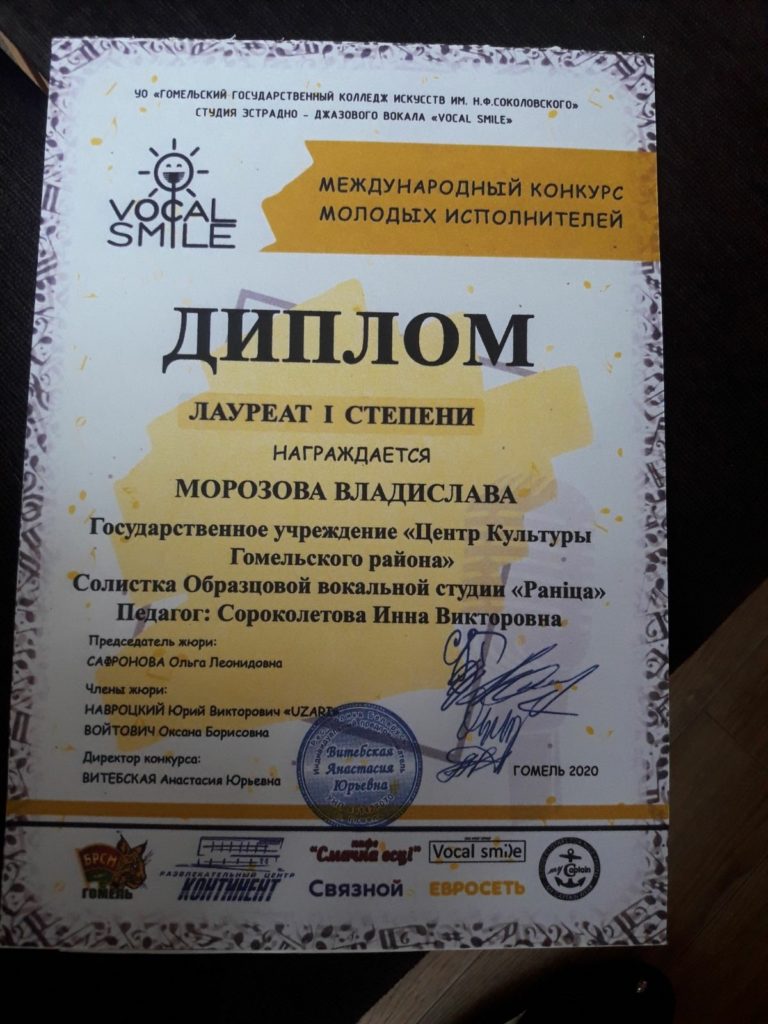 УО «ГОМЕЛЬСКИЙ ГОСУДАРСТВЕННЫЙ КОЛЛЕДЖ ИСКУССТВ ИМ. Н.Ф.СОКОЛОВСКОГО»
СТУДИЯ ЭСТРАДНО - ДЖАЗОВОГО ВОКАЛА «VOCAL SMILE»
VOCAL
SMILE
МЕЖДУНАРОДНЫЙ КОНКУРС
МОЛОДЫХ ИСПОЛНИТЕЛЕЙ
ДИПЛОМ
ЛАУРЕАТ I СТЕПЕНИ
НАГРАЖДАЕТСЯ
МОРОЗОВА ВЛАДИСЛАВА
Государственное учреждение «Центр Культуры
Гомельского района»
Солистка Образцовой вокальной студии «Раніца»
Педагог: Сороколетова Инна Викторовна
Председатель жюри:
САФРОНОВА Ольга Леонидовна
Члены жюри:
НАВРОЦКИЙ Юрий Викторович «UZARI»
ВОЙТОВИЧ Оксана Борисовна
Директор конкурса:
ВИТЕБСКАЯ Анастасия Юрьевна
Витебская
Анастасия
Юрьевна
ГОМЕЛЬ 2020
БРСМ
ГОМЕЛЬ
РАЗВЛЕКАТЕЛЬНЫЙ ЦЕНТР
КОНТИНЕНТ
кафе
"Смачна есці"
Связной
Vocal smile
ЕВРОСЕТЬ
my Captain